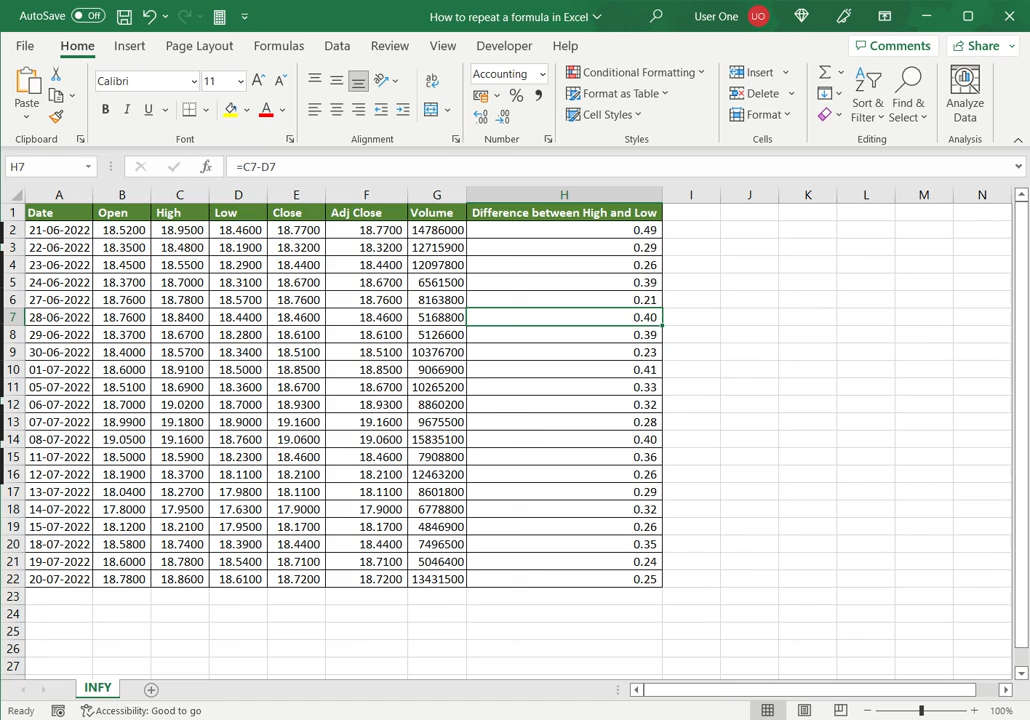 AutoSave Off How to repeat a formula in Excel User One UO
File Home Insert Page Layout Formulas Data Review View Developer Help Comments Share
Calibri 11 Accounting Conditional Formatting Insert
Format as Table Delete
Cell Styles Format
Paste Sort & Filter Find & Select Analyze Data
B I U A % 
Clipboard Font Alignment Number Styles Cells Editing Analysis
H7 fx =C7-D7
A B C D E F G H I J K L M N
1 Date Open High Low Close Adj Close Volume Difference between High and Low
2 21-06-2022 18.5200 18.9500 18.4600 18.7700 18.7700 14786000 0.49
3 22-06-2022 18.3500 18.4800 18.1900 18.3200 18.3200 12715900 0.29
4 23-06-2022 18.4500 18.5500 18.2900 18.4400 18.4400 12097800 0.26
5 24-06-2022 18.3700 18.7000 18.3100 18.6700 18.6700 6561500 0.39
6 27-06-2022 18.7600 18.7800 18.5700 18.7600 18.7600 8163800 0.21
7 28-06-2022 18.7600 18.8400 18.4400 18.4600 18.4600 5168800 0.40
8 29-06-2022 18.3700 18.6700 18.2800 18.6100 18.6100 5126600 0.39
9 30-06-2022 18.4000 18.5700 18.3400 18.5100 18.5100 10376700 0.23
10 01-07-2022 18.6000 18.9100 18.5000 18.8500 18.8500 9066900 0.41
11 05-07-2022 18.5100 18.6900 18.3600 18.6700 18.6700 10265200 0.33
12 06-07-2022 18.7000 19.0200 18.7000 18.9300 18.9300 8860200 0.32
13 07-07-2022 18.9900 19.1800 18.9000 19.1600 19.1600 9675500 0.28
14 08-07-2022 19.0500 19.1600 18.7600 19.0600 19.0600 15835100 0.40
15 11-07-2022 18.5000 18.5900 18.2300 18.4600 18.4600 7908800 0.36
16 12-07-2022 18.1900 18.3700 18.1100 18.2100 18.2100 12463200 0.26
17 13-07-2022 18.0400 18.2700 17.9800 18.1100 18.1100 8601800 0.29
18 14-07-2022 17.8000 17.9500 17.6300 17.9000 17.9000 6778800 0.32
19 15-07-2022 18.1200 18.2100 17.9500 18.1700 18.1700 4846900 0.26
20 18-07-2022 18.5800 18.7400 18.3900 18.4400 18.4400 7496500 0.35
21 19-07-2022 18.6000 18.7800 18.5400 18.7100 18.7100 5046400 0.24
22 20-07-2022 18.7800 18.8600 18.6100 18.7200 18.7200 13431500 0.25
23
24
25
26
27
INFY
Ready Accessibility: Good to go 100%